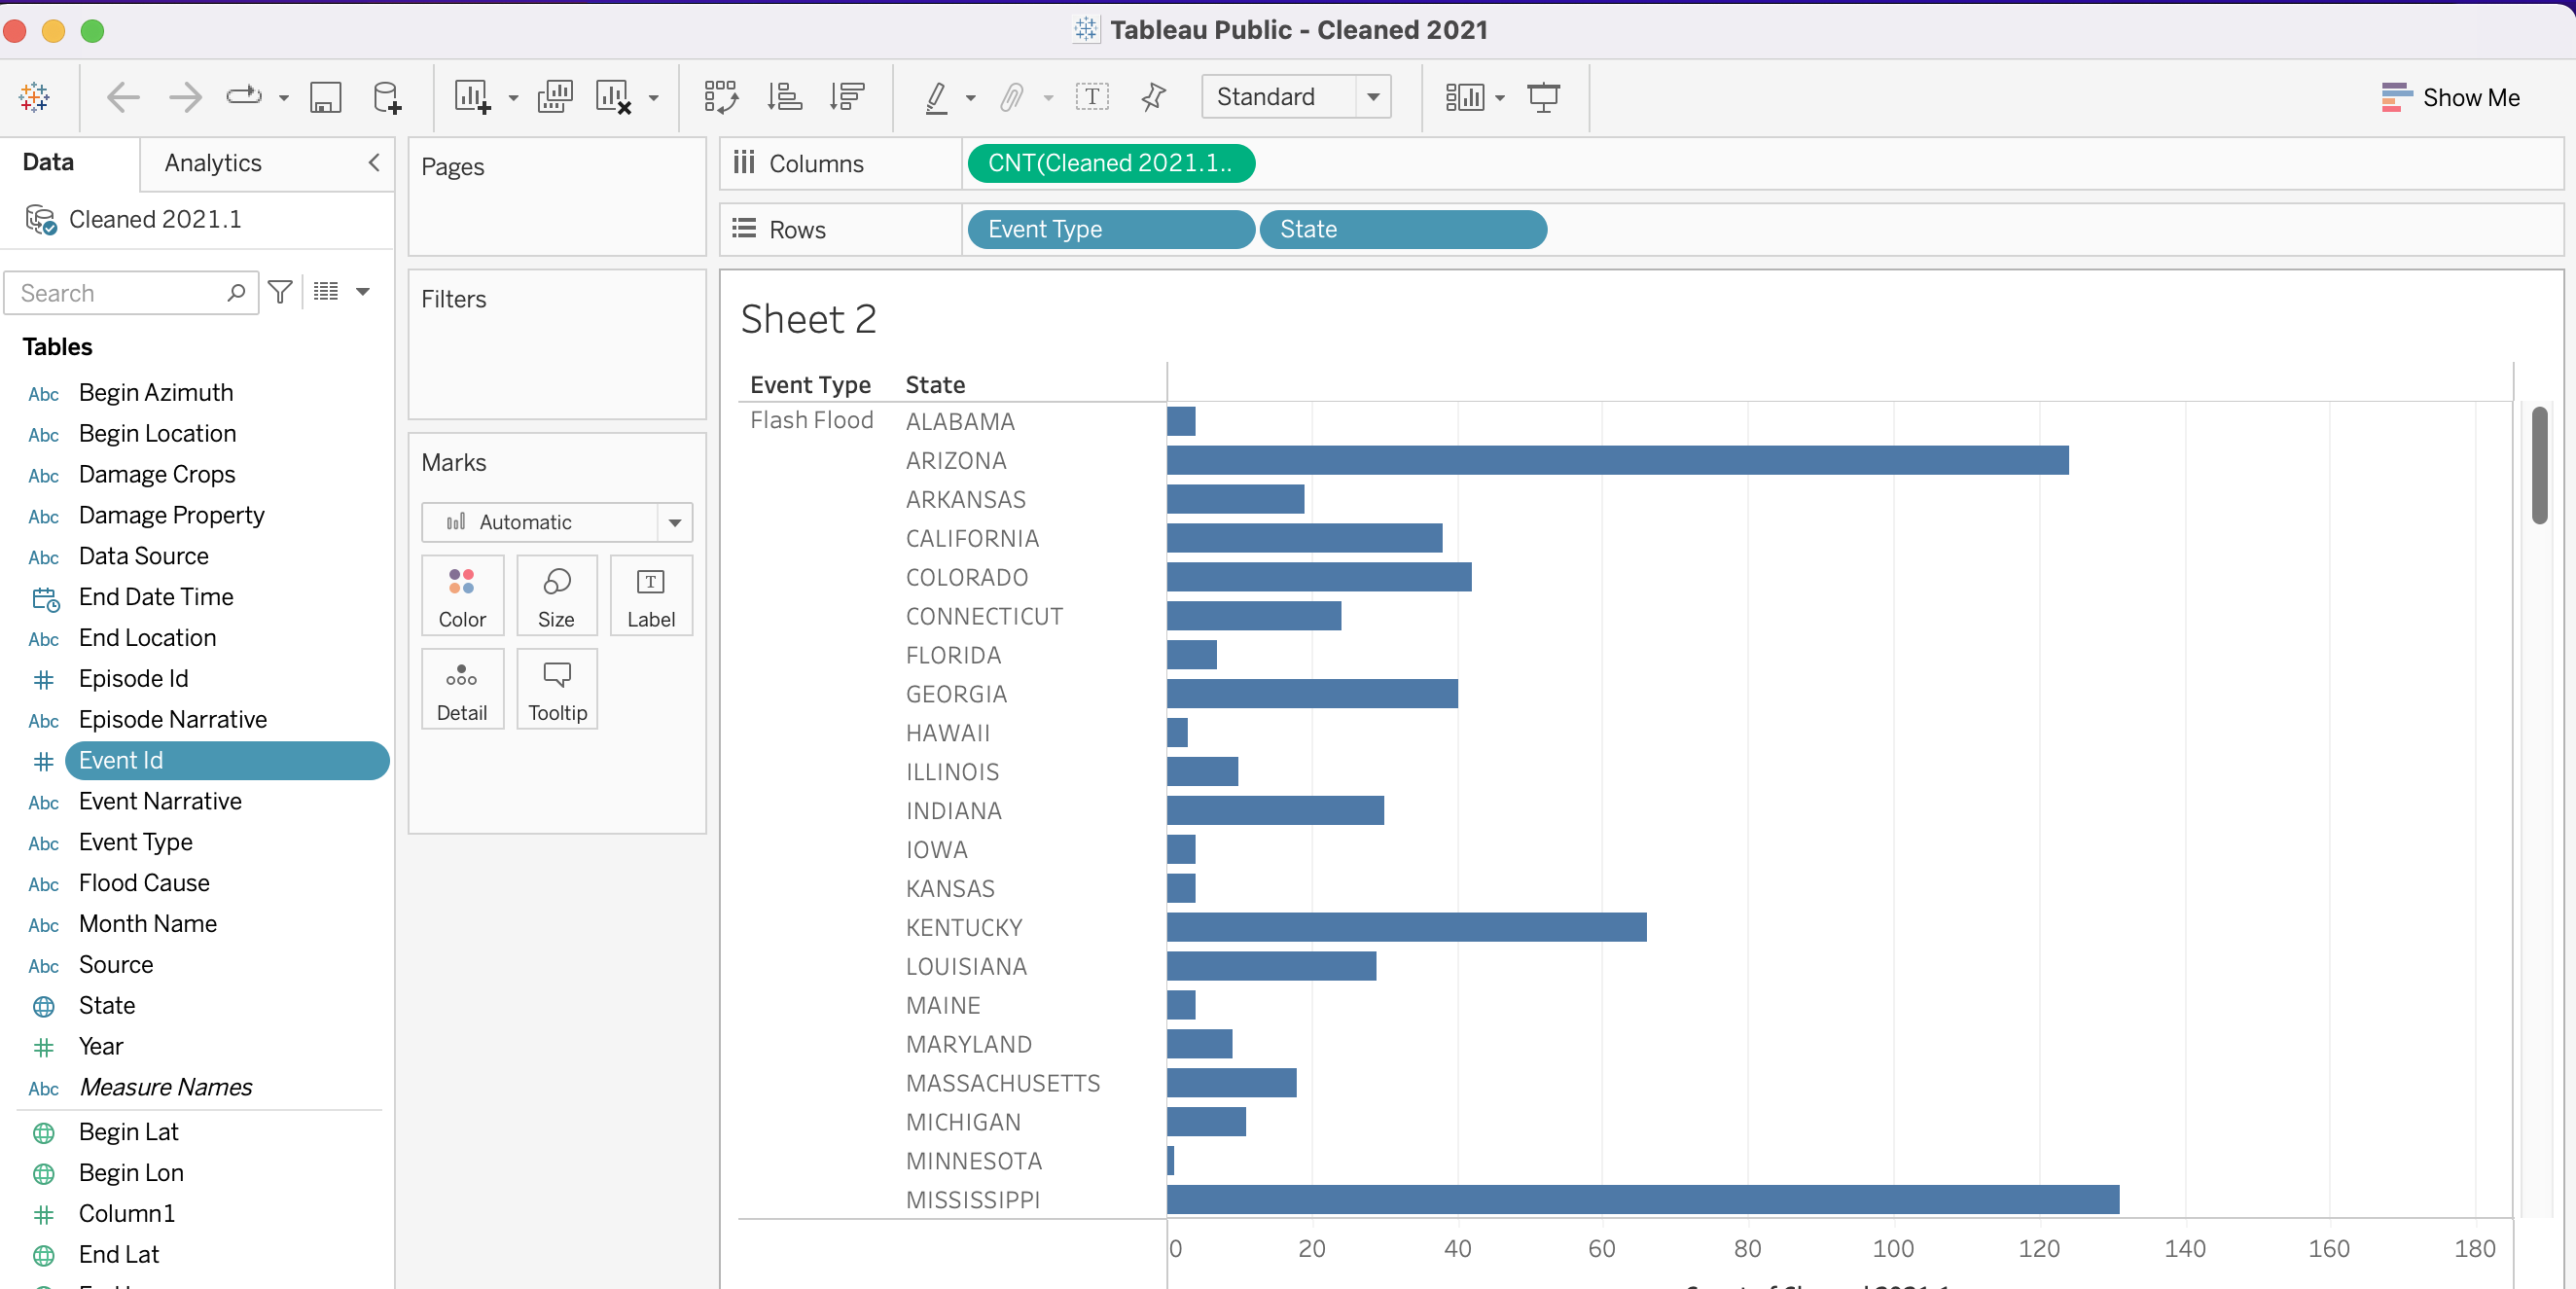 Tableau Public - Cleaned 2021
Standard
Show Me
Data
Analytics
Cleaned 2021.1
Search
Tables
Abc Begin Azimuth
Abc Begin Location
Abc Damage Crops
Abc Damage Property
Abc Data Source
End Date Time
Abc End Location
# Episode Id
Abc Episode Narrative
# Event Id
Abc Event Narrative
Abc Event Type
Abc Flood Cause
Abc Month Name
Abc Source
State
# Year
Abc Measure Names
Begin Lat
Begin Lon
# Column1
End Lat
Pages
Filters
Marks
Automatic
Color Size Label
Detail Tooltip
Columns CNT(Cleaned 2021.1..
Rows Event Type State
Sheet 2
Event Type State
Flash Flood ALABAMA
ARIZONA
ARKANSAS
CALIFORNIA
COLORADO
CONNECTICUT
FLORIDA
GEORGIA
HAWAII
ILLINOIS
INDIANA
IOWA
KANSAS
KENTUCKY
LOUISIANA
MAINE
MARYLAND
MASSACHUSETTS
MICHIGAN
MINNESOTA
MISSISSIPPI
0 20 40 60 80 100 120 140 160 180